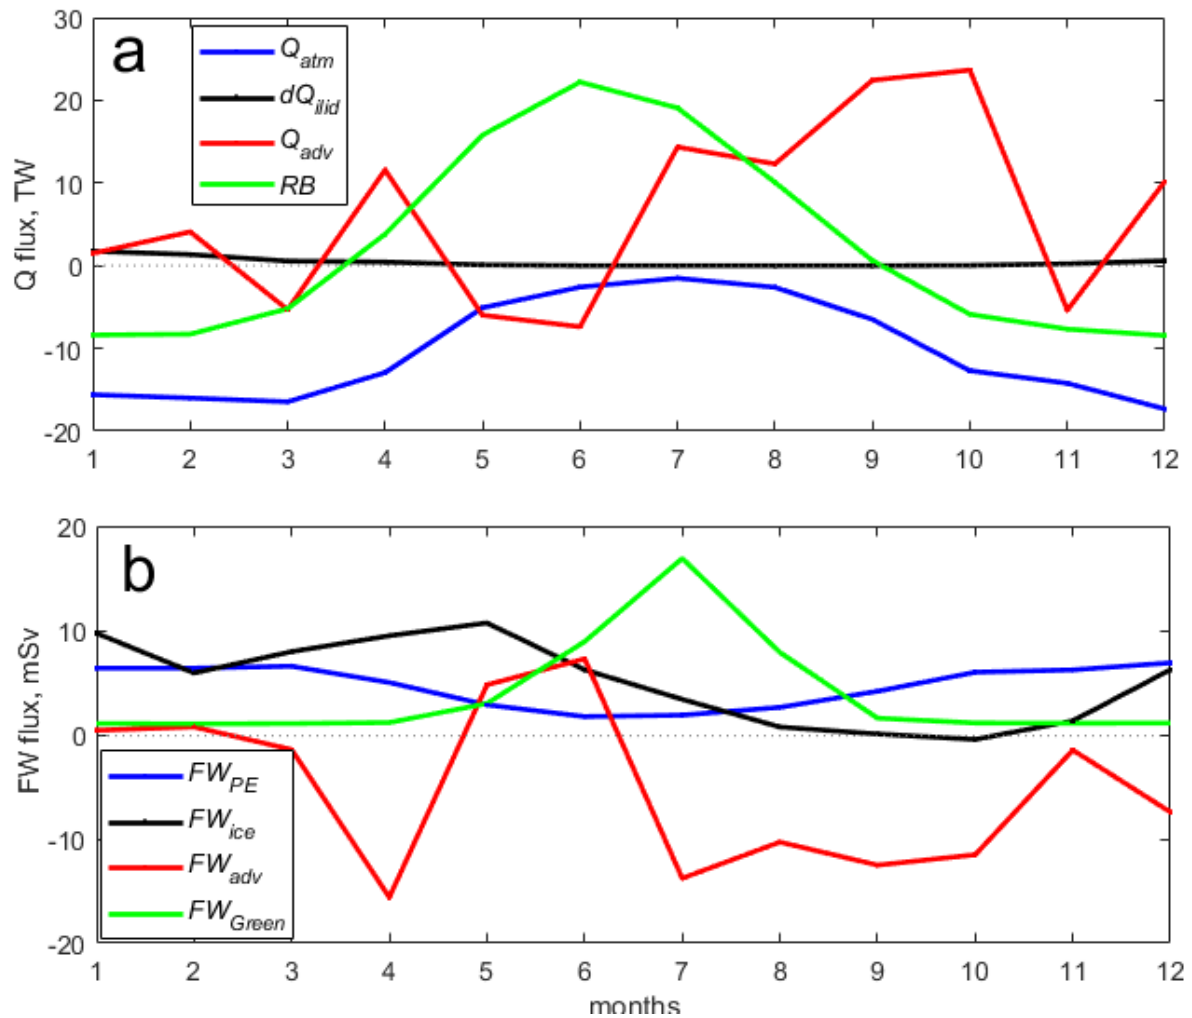 a
Q_atm
dQ_ilid
Q_adv
RB
Q flux, TW
30
20
10
0
-10
-20
1 2 3 4 5 6 7 8 9 10 11 12
b
FW_PE
FW_ice
FW_adv
FW_Green
FW flux, mSv
20
10
0
-10
-20
1 2 3 4 5 6 7 8 9 10 11 12
months